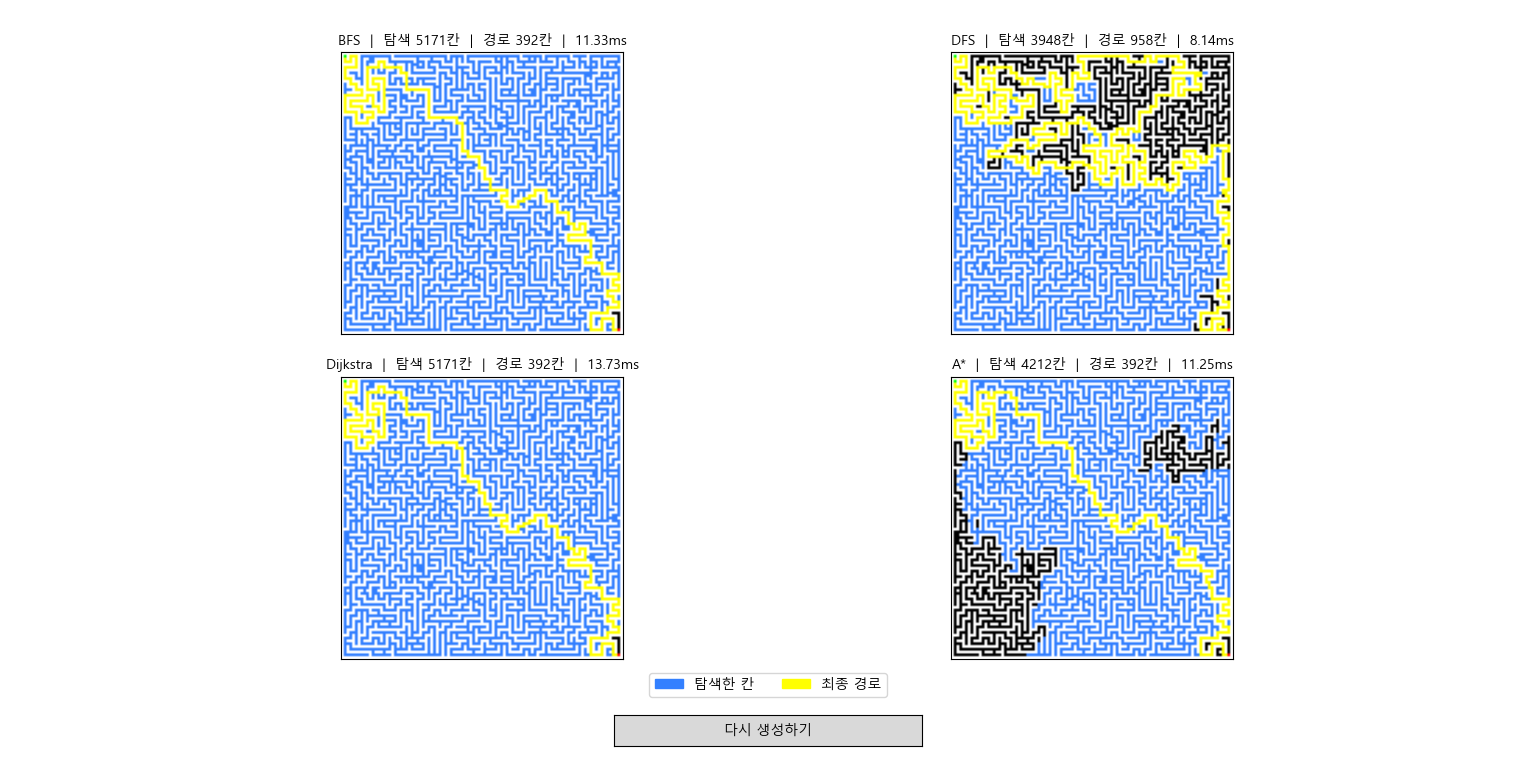 BFS | 탐색 5171칸 | 경로 392칸 | 11.33ms
DFS | 탐색 3948칸 | 경로 958칸 | 8.14ms
Dijkstra | 탐색 5171칸 | 경로 392칸 | 13.73ms
A* | 탐색 4212칸 | 경로 392칸 | 11.25ms
탐색한 칸 최종 경로
다시 생성하기